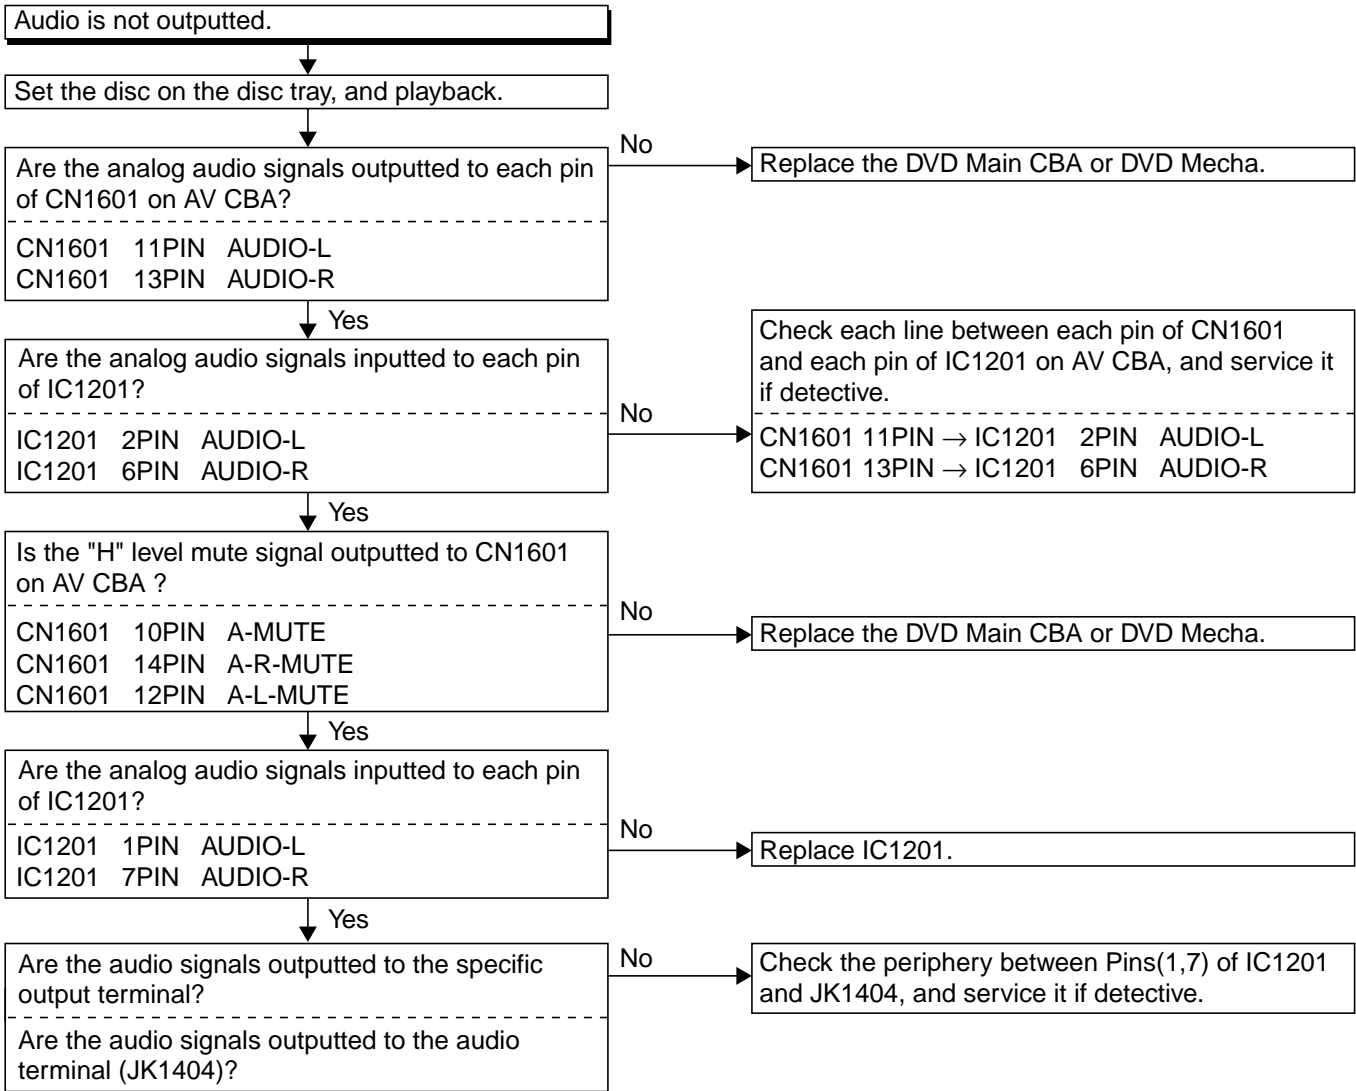 Audio is not outputted.
Set the disc on the disc tray, and playback.
Are the analog audio signals outputted to each pin
of CN1601 on AV CBA?
CN1601 11PIN AUDIO-L
CN1601 13PIN AUDIO-R
No
Replace the DVD Main CBA or DVD Mecha.
Yes
Are the analog audio signals inputted to each pin
of IC1201?
IC1201 2PIN AUDIO-L
IC1201 6PIN AUDIO-R
No
Check each line between each pin of CN1601
and each pin of IC1201 on AV CBA, and service it
if detective.
CN1601 11PIN → IC1201 2PIN AUDIO-L
CN1601 13PIN → IC1201 6PIN AUDIO-R
Yes
Is the "H" level mute signal outputted to CN1601
on AV CBA ?
CN1601 10PIN A-MUTE
CN1601 14PIN A-R-MUTE
CN1601 12PIN A-L-MUTE
No
Replace the DVD Main CBA or DVD Mecha.
Yes
Are the analog audio signals inputted to each pin
of IC1201?
IC1201 1PIN AUDIO-L
IC1201 7PIN AUDIO-R
No
Replace IC1201.
Yes
Are the audio signals outputted to the specific
output terminal?
Are the audio signals outputted to the audio
terminal (JK1404)?
No
Check the periphery between Pins(1,7) of IC1201
and JK1404, and service it if detective.